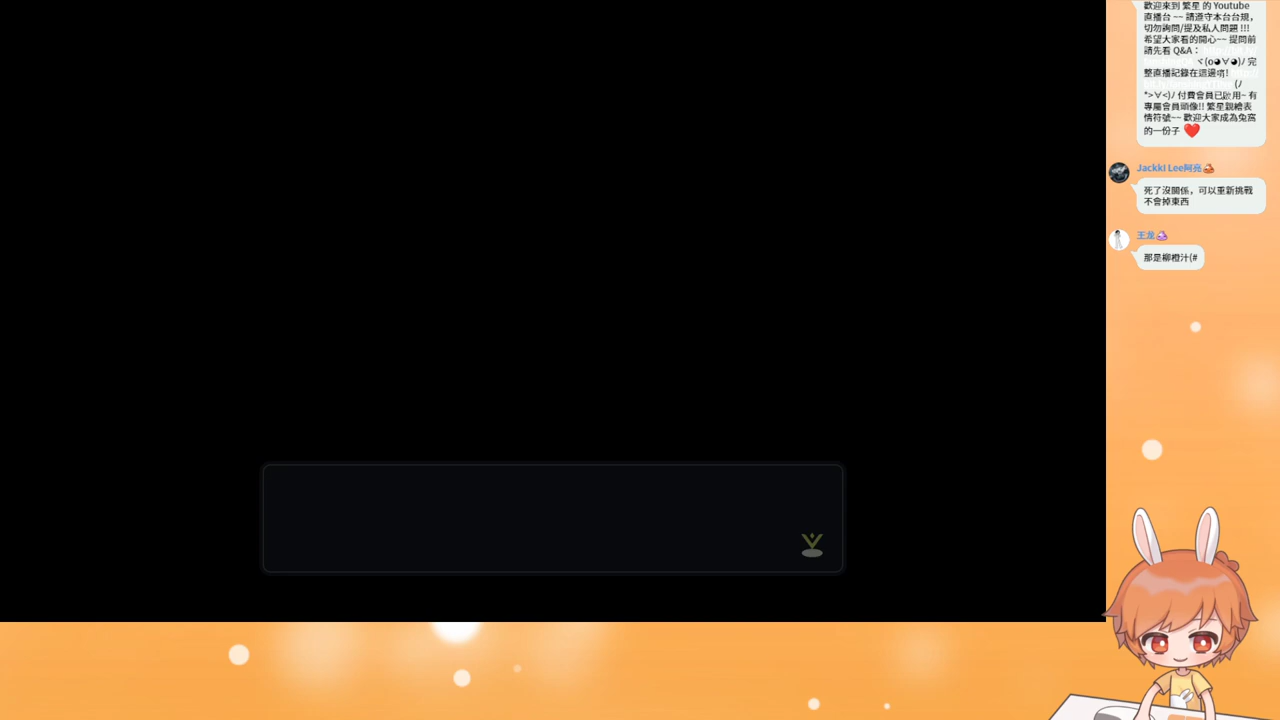 歡迎來到 繁星 的 Youtube
直播台 ~~ 請遵守本台台規,
切勿詢問/提及私人問題 !!!
希望大家看的開心~~ 提問前
請先看 Q&A：
ヾ(o◕∀◕)ﾉ 完
整直播記錄在這邊唷!
(ﾉ
*>∀<)ﾉ 付費會員已啟用~ 有
專屬會員頭像!! 繁星親繪表
情符號~~ 歡迎大家成為兔窩
的一份子 ❤️
JackkI Lee阿亮
死了沒關係，可以重新挑戰
不會掉東西
王龙
那是柳橙汁(#